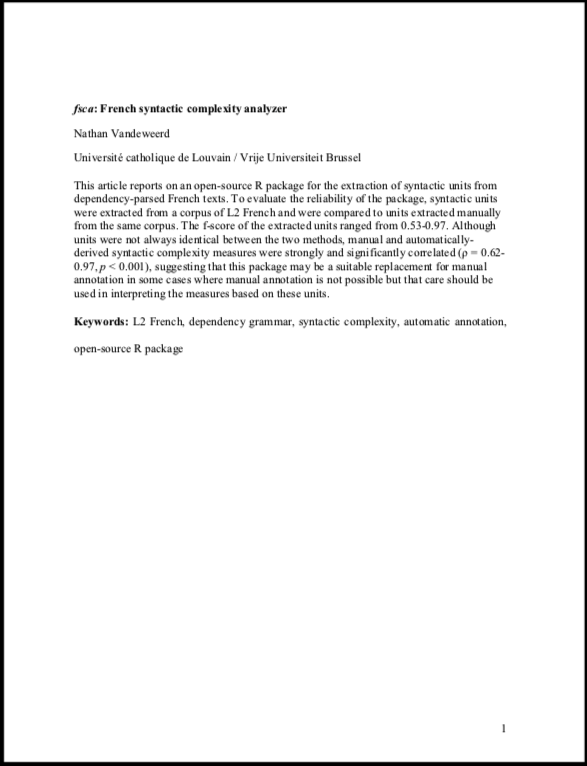 fsca: French syntactic complexity analyzer
Nathan Vandeweerd
Université catholique de Louvain / Vrije Universiteit Brussel
This article reports on an open-source R package for the extraction of syntactic units from
dependency-parsed French texts. To evaluate the reliability of the package, syntactic units
were extracted from a corpus of L2 French and were compared to units extracted manually
from the same corpus. The f-score of the extracted units ranged from 0.53-0.97. Although
units were not always identical between the two methods, manual and automatically-
derived syntactic complexity measures were strongly and significantly correlated (ρ = 0.62-
0.97, p < 0.001), suggesting that this package may be a suitable replacement for manual
annotation in some cases where manual annotation is not possible but that care should be
used in interpreting the measures based on these units.
Keywords: L2 French, dependency grammar, syntactic complexity, automatic annotation,
open-source R package
1